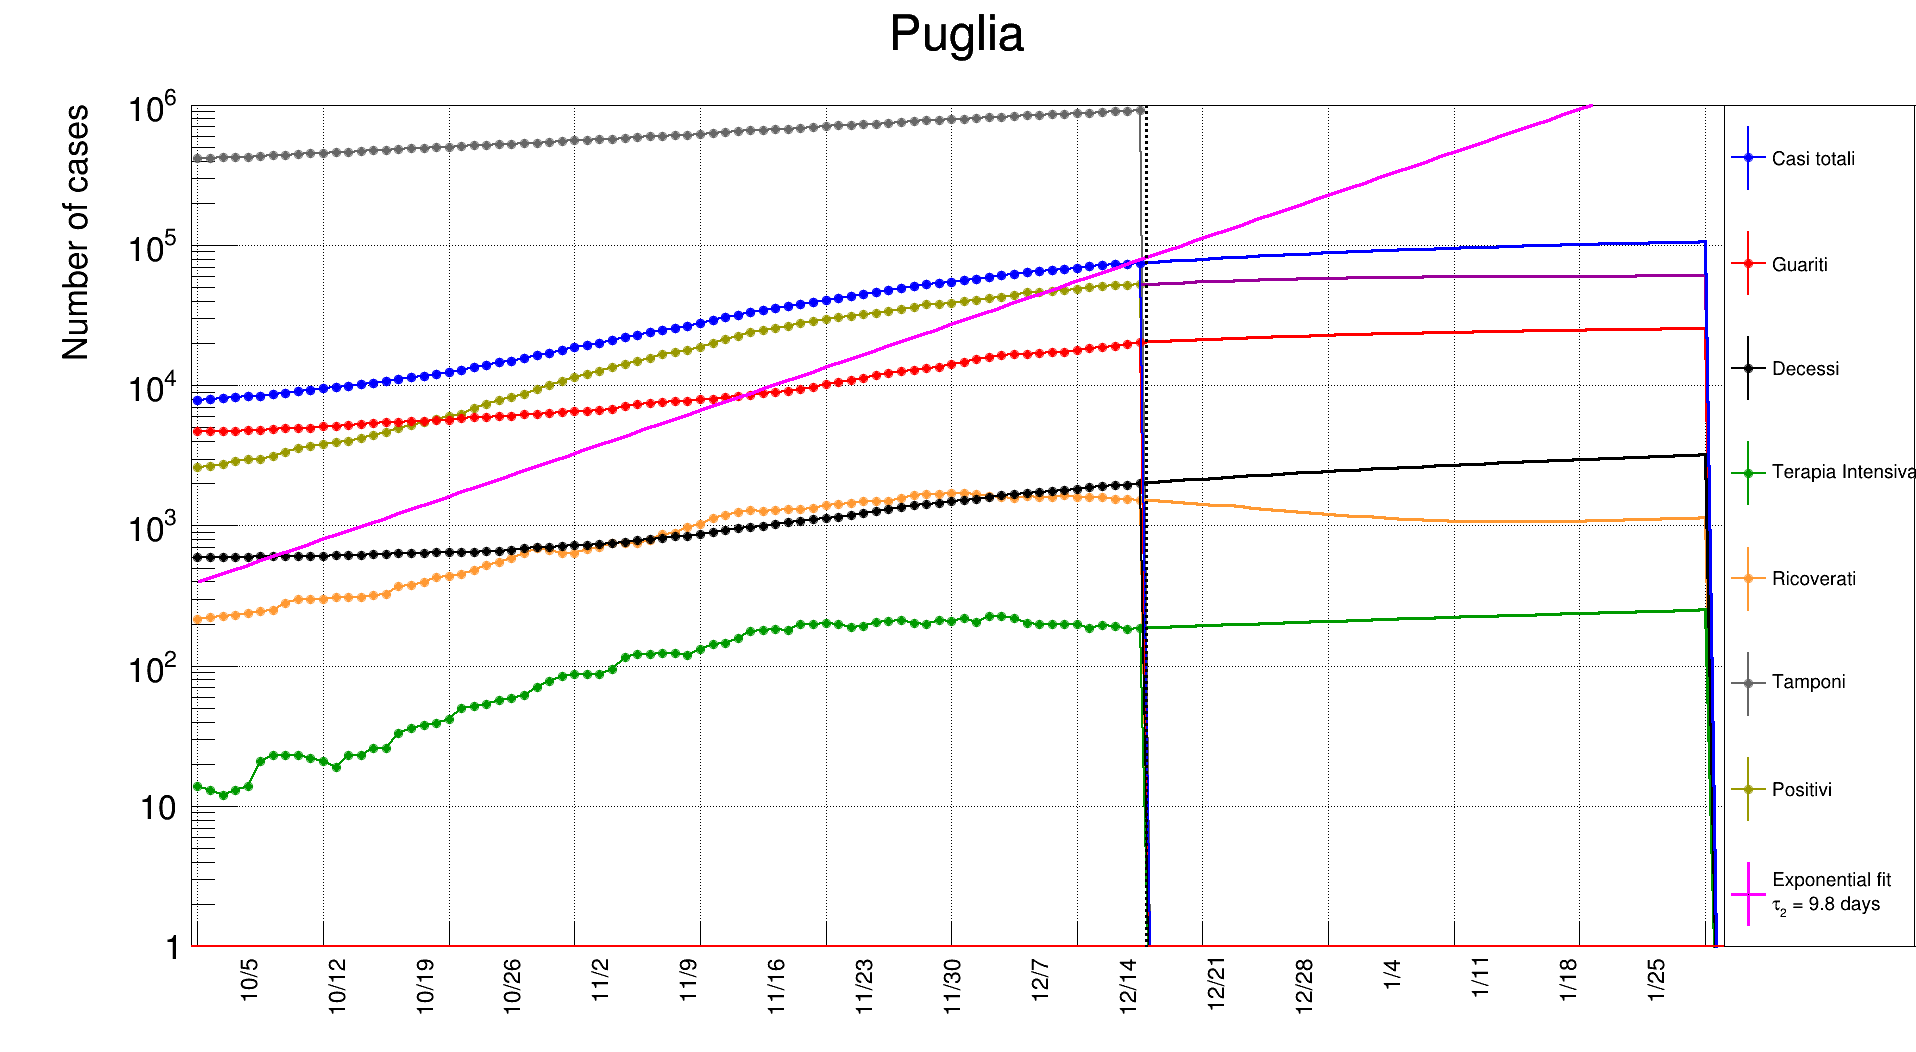 Puglia
Number of cases
10^6
10^5
10^4
10^3
10^2
10
1
10/5
10/12
10/19
10/26
11/2
11/9
11/16
11/23
11/30
12/7
12/14
12/21
12/28
1/4
1/11
1/18
1/25
Casi totali
Guariti
Decessi
Terapia Intensiva
Ricoverati
Tamponi
Positivi
Exponential fit
τ_2 = 9.8 days